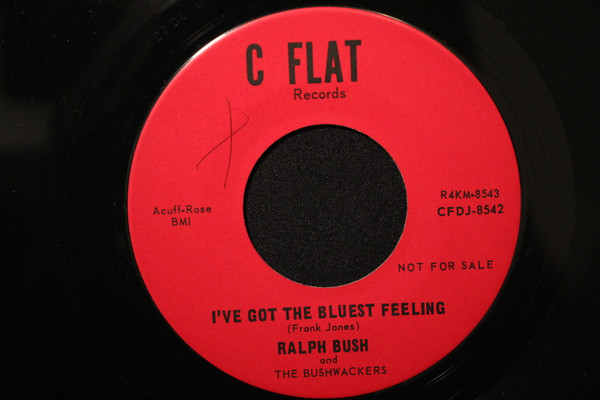 C FLAT
Records
R4KM-8543
Acuff-Rose
CFDJ-8542
BMI
NOT FOR SALE
I'VE GOT THE BLUEST FEELING
(Frank Jones)
RALPH BUSH
and
THE BUSHWACKERS